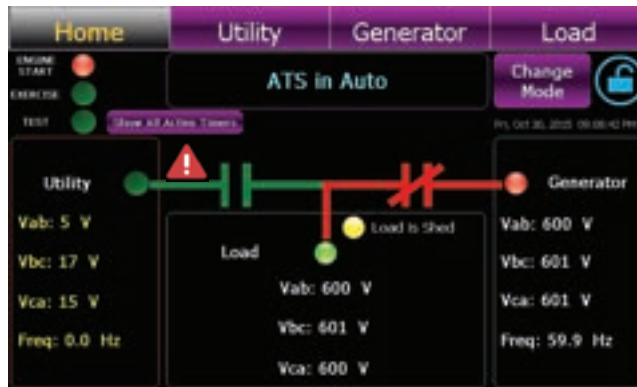 Home Utility Generator Load
ENGINE START
EXERCISE
TEST
ATS in Auto
Change Mode
Show All Active Timers
Fri, Oct 30, 2015
Utility
Vab: 5 V
Vbc: 17 V
Vca: 15 V
Freq: 0.0 Hz
Load is Shed
Load
Vab: 600 V
Vbc: 601 V
Vca: 600 V
Generator
Vab: 600 V
Vbc: 601 V
Vca: 601 V
Freq: 59.9 Hz